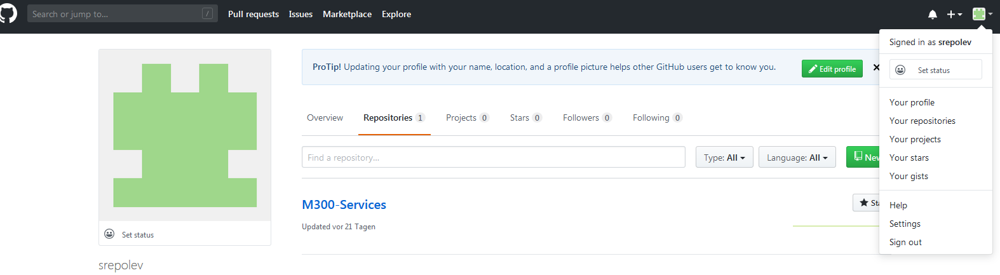 Search or jump to...
/
Pull requests
Issues
Marketplace
Explore
Signed in as srepolev
Set status
Your profile
Your repositories
Your projects
Your stars
Your gists
Help
Settings
Sign out
ProTip! Updating your profile with your name, location, and a profile picture helps other GitHub users get to know you.
Edit profile
Overview
Repositories 1
Projects 0
Stars 0
Followers 0
Following 0
Find a repository...
Type: All
Language: All
New
M300-Services
Sta
Updated vor 21 Tagen
Set status
srepolev